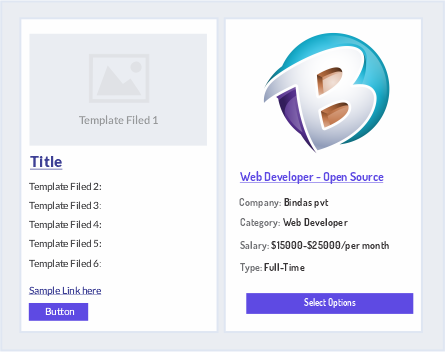 Template Filed 1
Title
Template Filed 2:
Template Filed 3:
Template Filed 4:
Template Filed 5:
Template Filed 6:
Sample Link here
Button
B
Web Developer - Open Source
Company: Bindas pvt
Category: Web Developer
Salary: $15000-$25000/per month
Type: Full-Time
Select Options